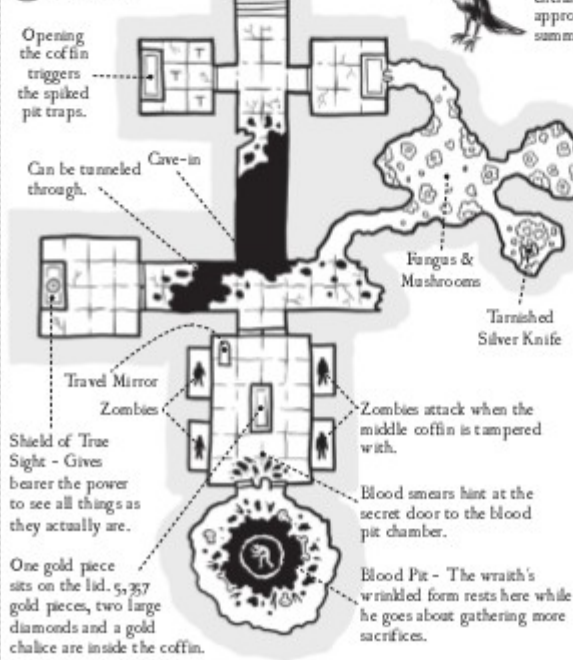 appro
summ
Opening
the coffin
triggers
the spiked
pit traps.
Can be tunneled
through.
Cave-in
Fungus &
Mushrooms
Tarnished
Silver Knife
Travel Mirror
Zombies
Zombies attack when the
middle coffin is tampered
with.
Shield of True
Sight - Gives
bearer the power
to see all things as
they actually are.
Blood smears hint at the
secret door to the blood
pit chamber.
One gold piece
sits on the lid. 5,357
gold pieces, two large
diamonds and a gold
chalice are inside the coffin.
Blood Pit - The wraith's
wrinkled form rests here while
he goes about gathering more
sacrifices.